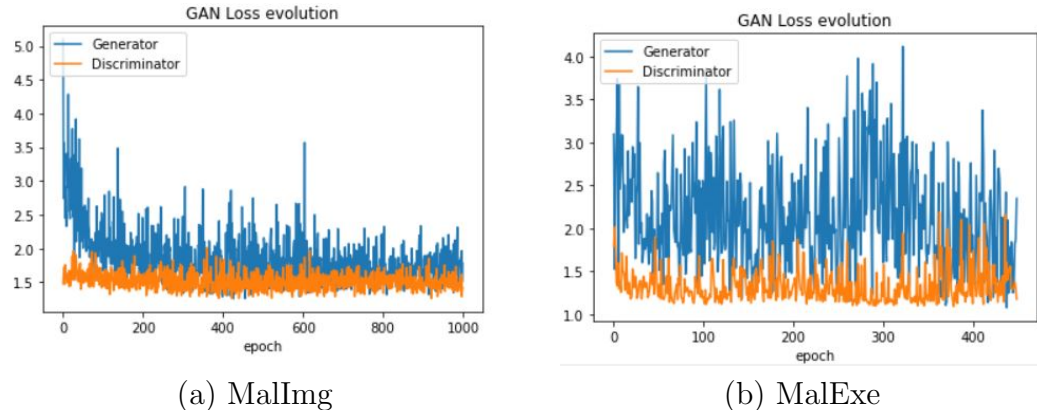 GAN Loss evolution
Generator
Discriminator
5.0
4.5
4.0
3.5
3.0
2.5
2.0
1.5
0 200 400 600 800 1000
epoch
(a) MalImg
GAN Loss evolution
Generator
Discriminator
4.0
3.5
3.0
2.5
2.0
1.5
1.0
0 100 200 300 400
epoch
(b) MalExe